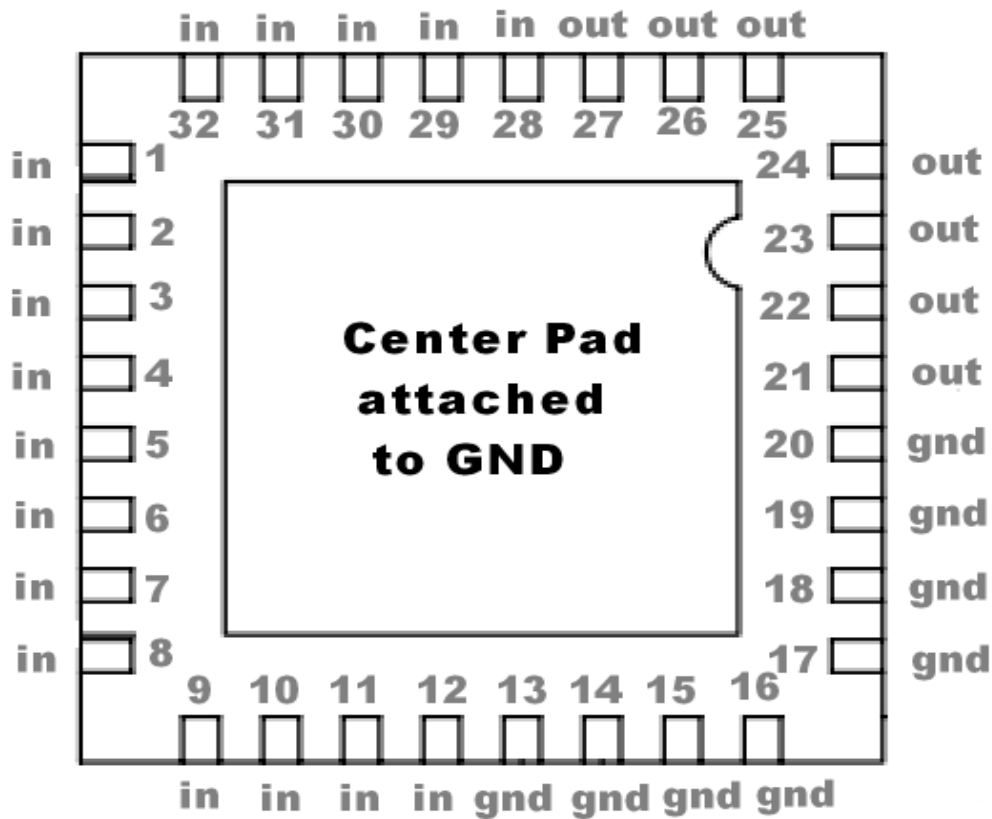 in in in in in out out out
32 31 30 29 28 27 26 25
in 1 24 out
in 2 23 out
in 3 22 out
in 4 21 out
in 5 20 gnd
in 6 19 gnd
in 7 18 gnd
in 8 17 gnd
Center Pad
attached
to GND
9 10 11 12 13 14 15 16
in in in in gnd gnd gnd gnd